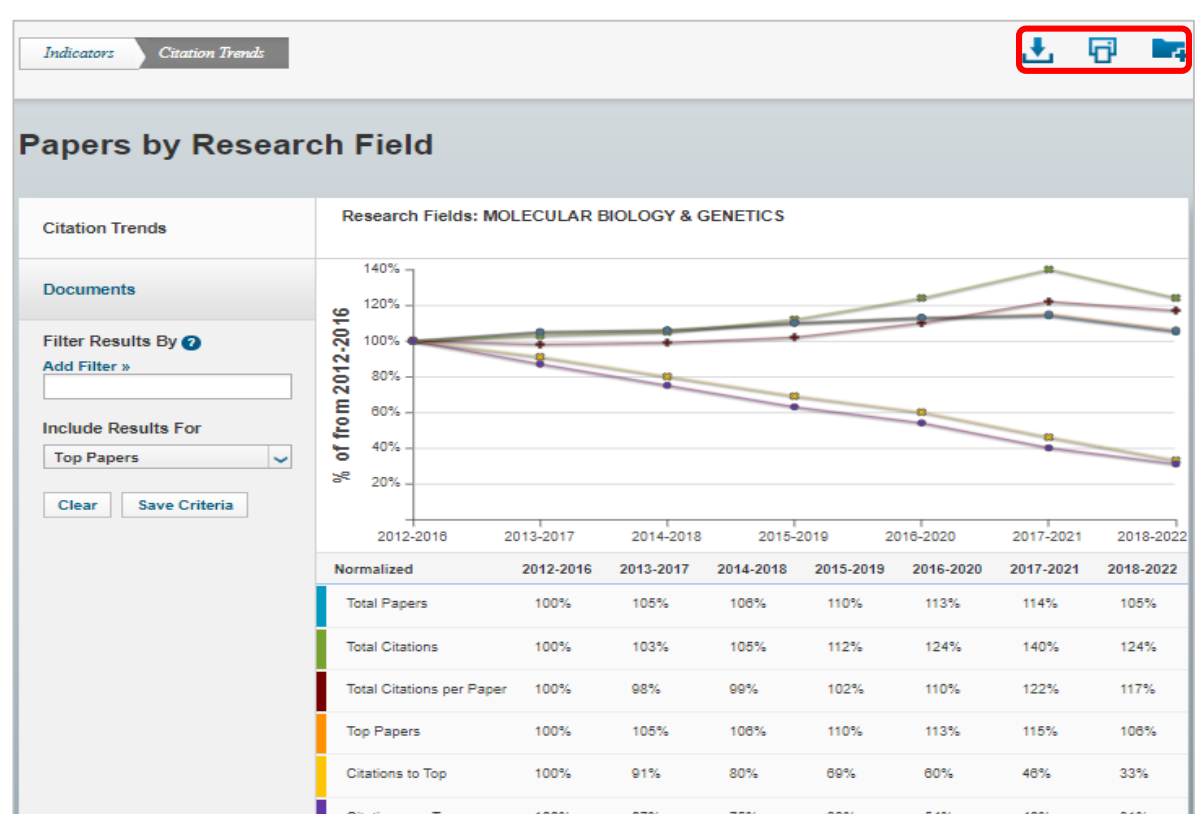 Indicators Citation Trends
Papers by Research Field
Citation Trends
Documents
Filter Results By ?
Add Filter »
Include Results For
Top Papers
Clear Save Criteria
Research Fields: MOLECULAR BIOLOGY & GENETICS
% of from 2012-2016
140%
120%
100%
80%
60%
40%
20%
2012-2016 2013-2017 2014-2018 2015-2019 2016-2020 2017-2021 2018-2022
Normalized 2012-2016 2013-2017 2014-2018 2015-2019 2016-2020 2017-2021 2018-2022
Total Papers 100% 105% 106% 110% 113% 114% 105%
Total Citations 100% 103% 105% 112% 124% 140% 124%
Total Citations per Paper 100% 98% 99% 102% 110% 122% 117%
Top Papers 100% 105% 106% 110% 113% 115% 106%
Citations to Top 100% 91% 80% 69% 60% 46% 33%